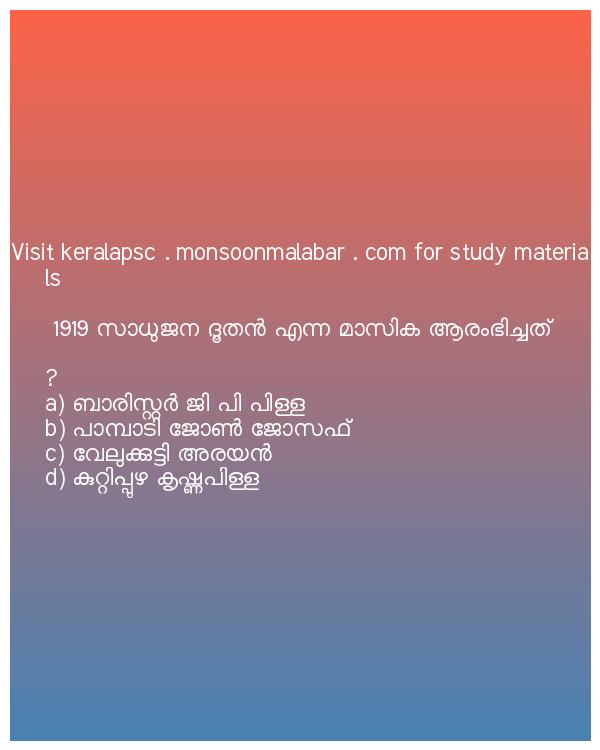 Visit keralapsc . monsoonmalabar . com for study materia
ls
1919 സാധുജന ദൂതൻ എന്ന മാസിക ആരംഭിച്ചത്
?
a) ബാരിസ്റ്റർ ജി പി പിള്ള
b) പാമ്പാടി ജോൺ ജോസഫ്
c) വേലുക്കുട്ടി അരയൻ
d) കുറ്റിപ്പുഴ കൃഷ്ണപിള്ള